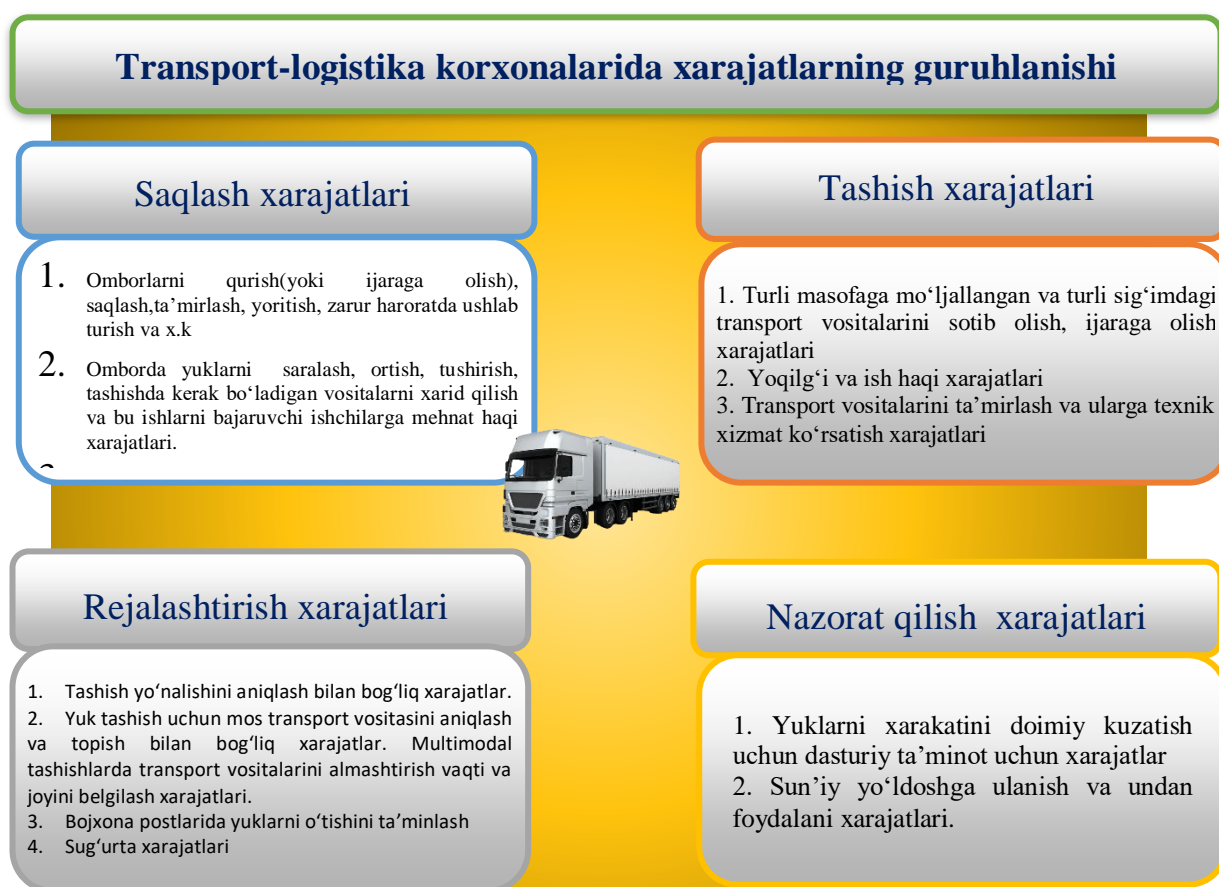 Transport-logistika korxonalarida xarajatlarning guruhlanishi
Saqlash xarajatlari
1. Omborlarni qurish(yoki ijaraga olish),
saqlash,ta’mirlash, yoritish, zarur haroratda ushlab
turish va x.k
2. Omborda yuklarni saralash, ortish, tushirish,
tashishda kerak bo‘ladigan vositalarni xarid qilish
va bu ishlarni bajaruvchi ishchilarga mehnat haqi
xarajatlari.
Tashish xarajatlari
1. Turli masofaga mo‘ljallangan va turli sig‘imdagi
transport vositalarini sotib olish, ijaraga olish
xarajatlari
2. Yoqilg‘i va ish haqi xarajatlari
3. Transport vositalarini ta’mirlash va ularga texnik
xizmat ko‘rsatish xarajatlari
Rejalashtirish xarajatlari
1. Tashish yo‘nalishini aniqlash bilan bog‘liq xarajatlar.
2. Yuk tashish uchun mos transport vositasini aniqlash
va topish bilan bog‘liq xarajatlar. Multimodal
tashishlarda transport vositalarini almashtirish vaqti va
joyini belgilash xarajatlari.
3. Bojxona postlarida yuklarni o‘tishini ta’minlash
4. Sug‘urta xarajatlari
Nazorat qilish xarajatlari
1. Yuklarni xarakatini doimiy kuzatish
uchun dasturiy ta’minot uchun xarajatlar
2. Sun’iy yo‘ldoshga ulanish va undan
foydalani xarajatlari.